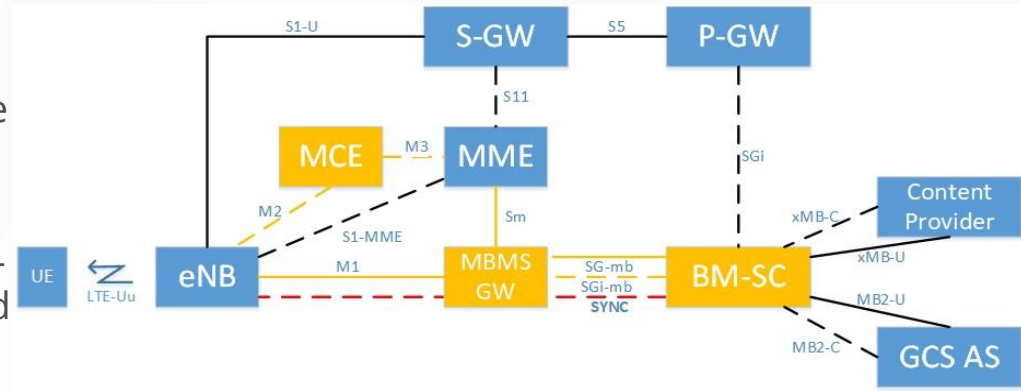 S1-U
S-GW
S5
P-GW
S11
e
MCE
M3
MME
SGi
Content
Provider
xMB-C
M2
S1-MME
Sm
xMB-U
UE
LTE-Uu
eNB
M1
MBMS
GW
SG-mb
SGi-mb
SYNC
BM-SC
MB2-U
d
MB2-C
GCS AS